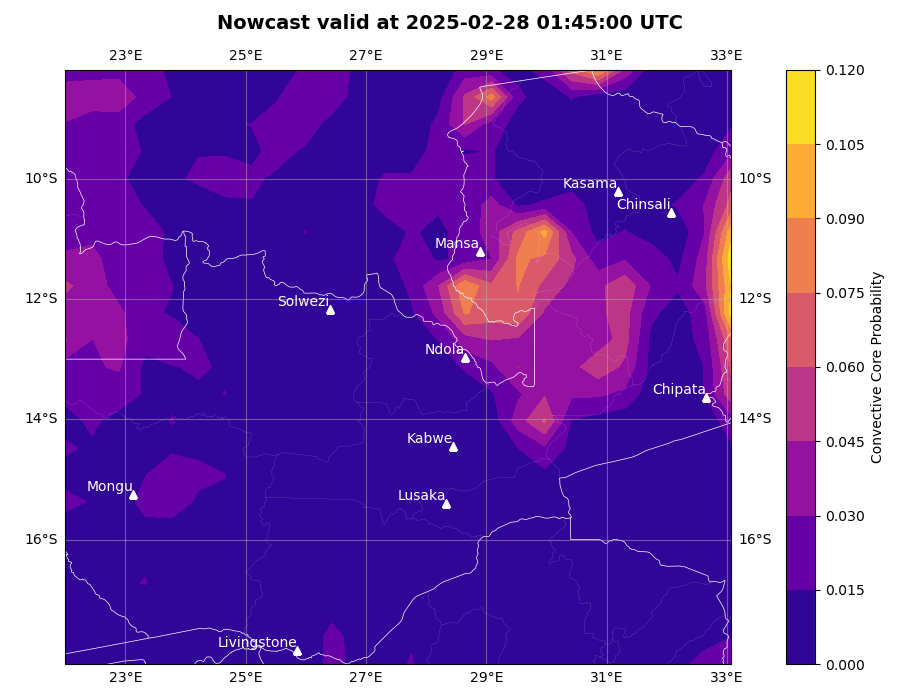 Nowcast valid at 2025-02-28 01:45:00 UTC
23°E 25°E 27°E 29°E 31°E 33°E
0.120
0.105
10°S Kasama 10°S
Chinsali
0.090
Mansa
0.075
12°S Solwezi 12°S
0.060
Ndola
Chipata
14°S 14°S
0.045
Kabwe
Mongu Lusaka
0.030
16°S 16°S
0.015
Livingstone
0.000
23°E 25°E 27°E 29°E 31°E 33°E
Convective Core Probability